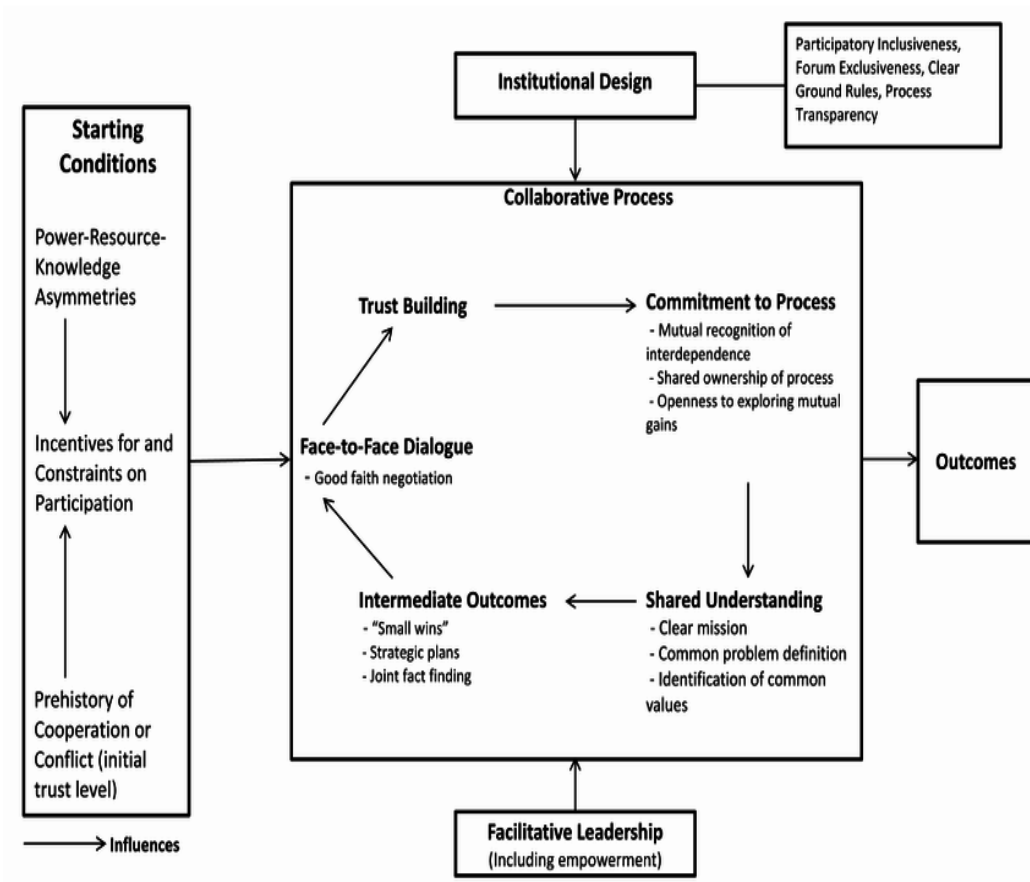 Institutional Design
Participatory Inclusiveness,
Forum Exclusiveness, Clear
Ground Rules, Process
Transparency
Starting
Conditions
Power-Resource-
Knowledge
Asymmetries
Incentives for and
Constraints on
Participation
Prehistory of
Cooperation or
Conflict (initial
trust level)
Collaborative Process
Trust Building
Commitment to Process
- Mutual recognition of
interdependence
- Shared ownership of process
- Openness to exploring mutual
gains
Face-to-Face Dialogue
- Good faith negotiation
Intermediate Outcomes
- “Small wins”
- Strategic plans
- Joint fact finding
Shared Understanding
- Clear mission
- Common problem definition
- Identification of common
values
Outcomes
Facilitative Leadership
(Including empowerment)
Influences